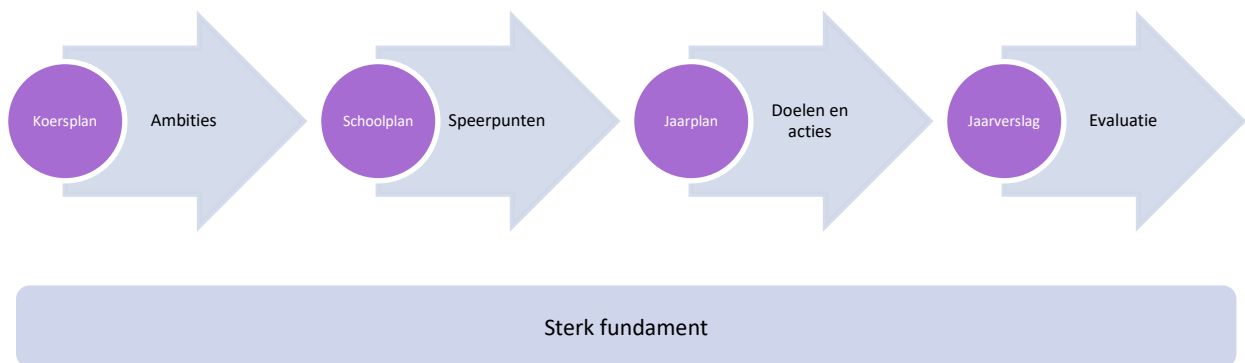 Koersplan
Ambities
Schoolplan
Speerpunten
Jaarplan
Doelen en
acties
Jaarverslag
Evaluatie
Sterk fundament